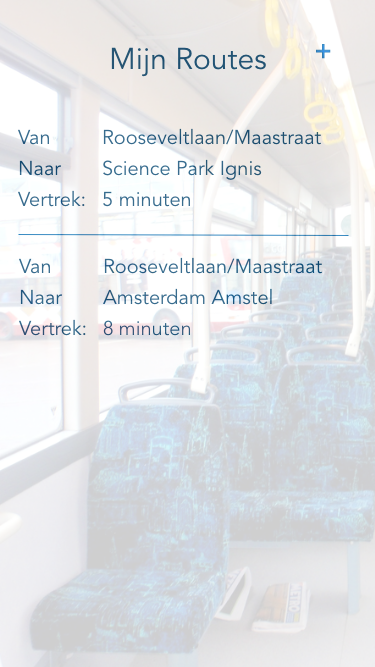 Mijn Routes +
Van Rooseveltlaan/Maastraat
Naar Science Park Ignis
Vertrek: 5 minuten
Van Rooseveltlaan/Maastraat
Naar Amsterdam Amstel
Vertrek: 8 minuten